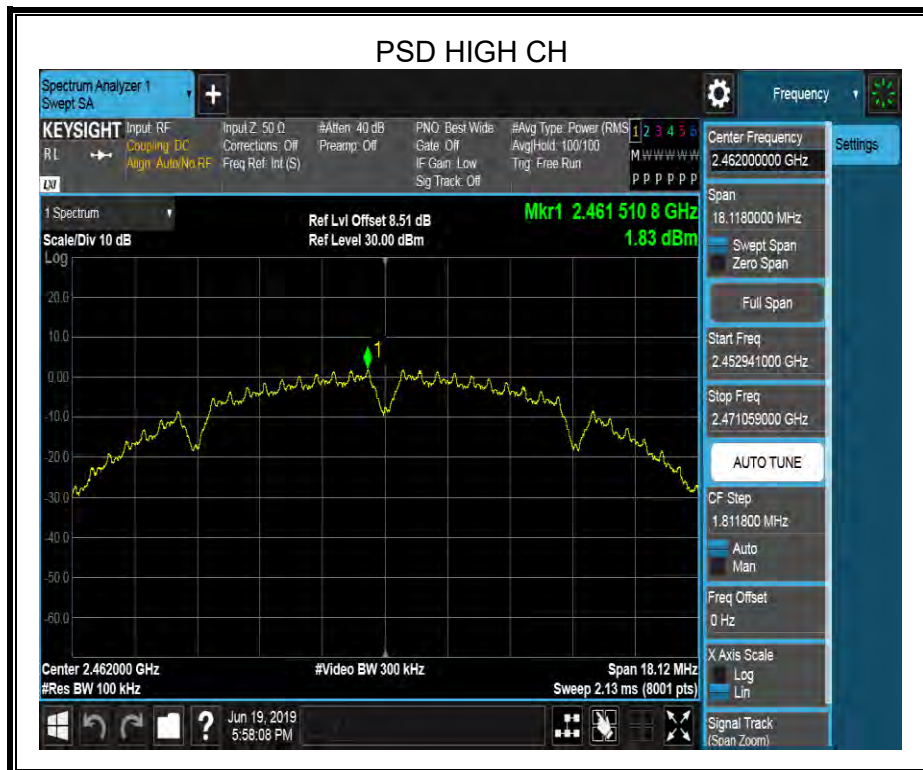 PSD HIGH CH
Spectrum Analyzer 1
Swept SA
Frequency
KEYSIGHT
RL
LXI
Input: RF
Coupling: DC
Align: Auto/No RF
Input Z: 50 Ω
Corrections: Off
Freq Ref: Int (S)
#Atten: 40 dB
Preamp: Off
PNO: Best Wide
Gate: Off
IF Gain: Low
Sig Track: Off
#Avg Type: Power (RMS
Avg|Hold: 100/100
Trig: Free Run
1 2 3 4 5 6
M W W W W W
P P P P P P
Center Frequency
2.462000000 GHz
Settings
Span
18.1180000 MHz
Swept Span
Zero Span
Full Span
Start Freq
2.452941000 GHz
Stop Freq
2.471059000 GHz
AUTO TUNE
CF Step
1.811800 MHz
Auto
Man
Freq Offset
0 Hz
X Axis Scale
Log
Lin
Signal Track
(Span Zoom)
1 Spectrum
Scale/Div 10 dB
Log
Ref Lvl Offset 8.51 dB
Ref Level 30.00 dBm
Mkr1 2.461 510 8 GHz
1.83 dBm
1
20.0
10.0
0.00
-10.0
-20.0
-30.0
-40.0
-50.0
-60.0
Center 2.462000 GHz
#Video BW 300 kHz
Span 18.12 MHz
#Res BW 100 kHz
Sweep 2.13 ms (8001 pts)
?
Jun 19, 2019
5:58:08 PM